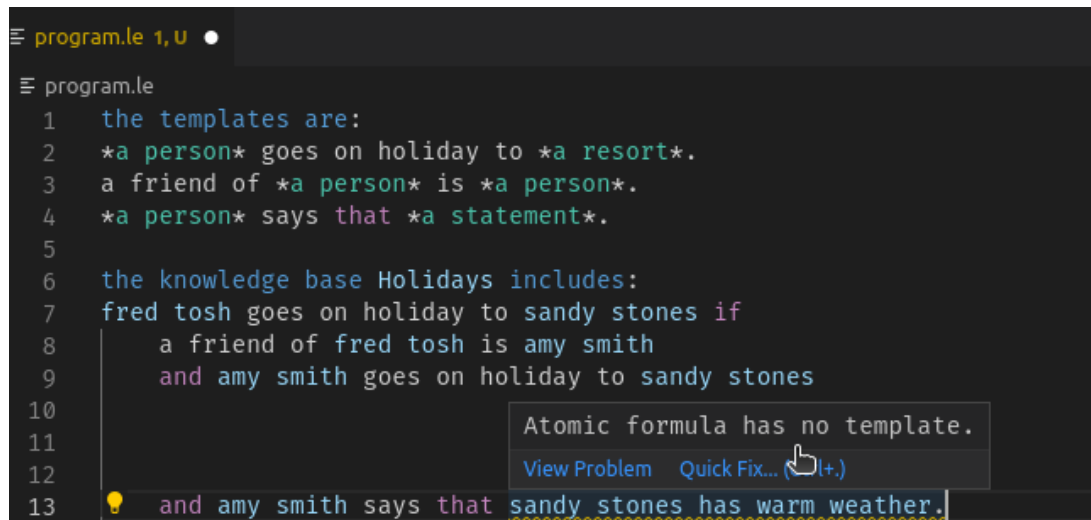 program.le 1, U
program.le
1 the templates are:
2 *a person* goes on holiday to *a resort*.
3 a friend of *a person* is *a person*.
4 *a person* says that *a statement*.
5
6 the knowledge base Holidays includes:
7 fred tosh goes on holiday to sandy stones if
8 a friend of fred tosh is amy smith
9 and amy smith goes on holiday to sandy stones
10
Atomic formula has no template.
11
12
View Problem Quick Fix... (+.)
13 and amy smith says that sandy stones has warm weather.